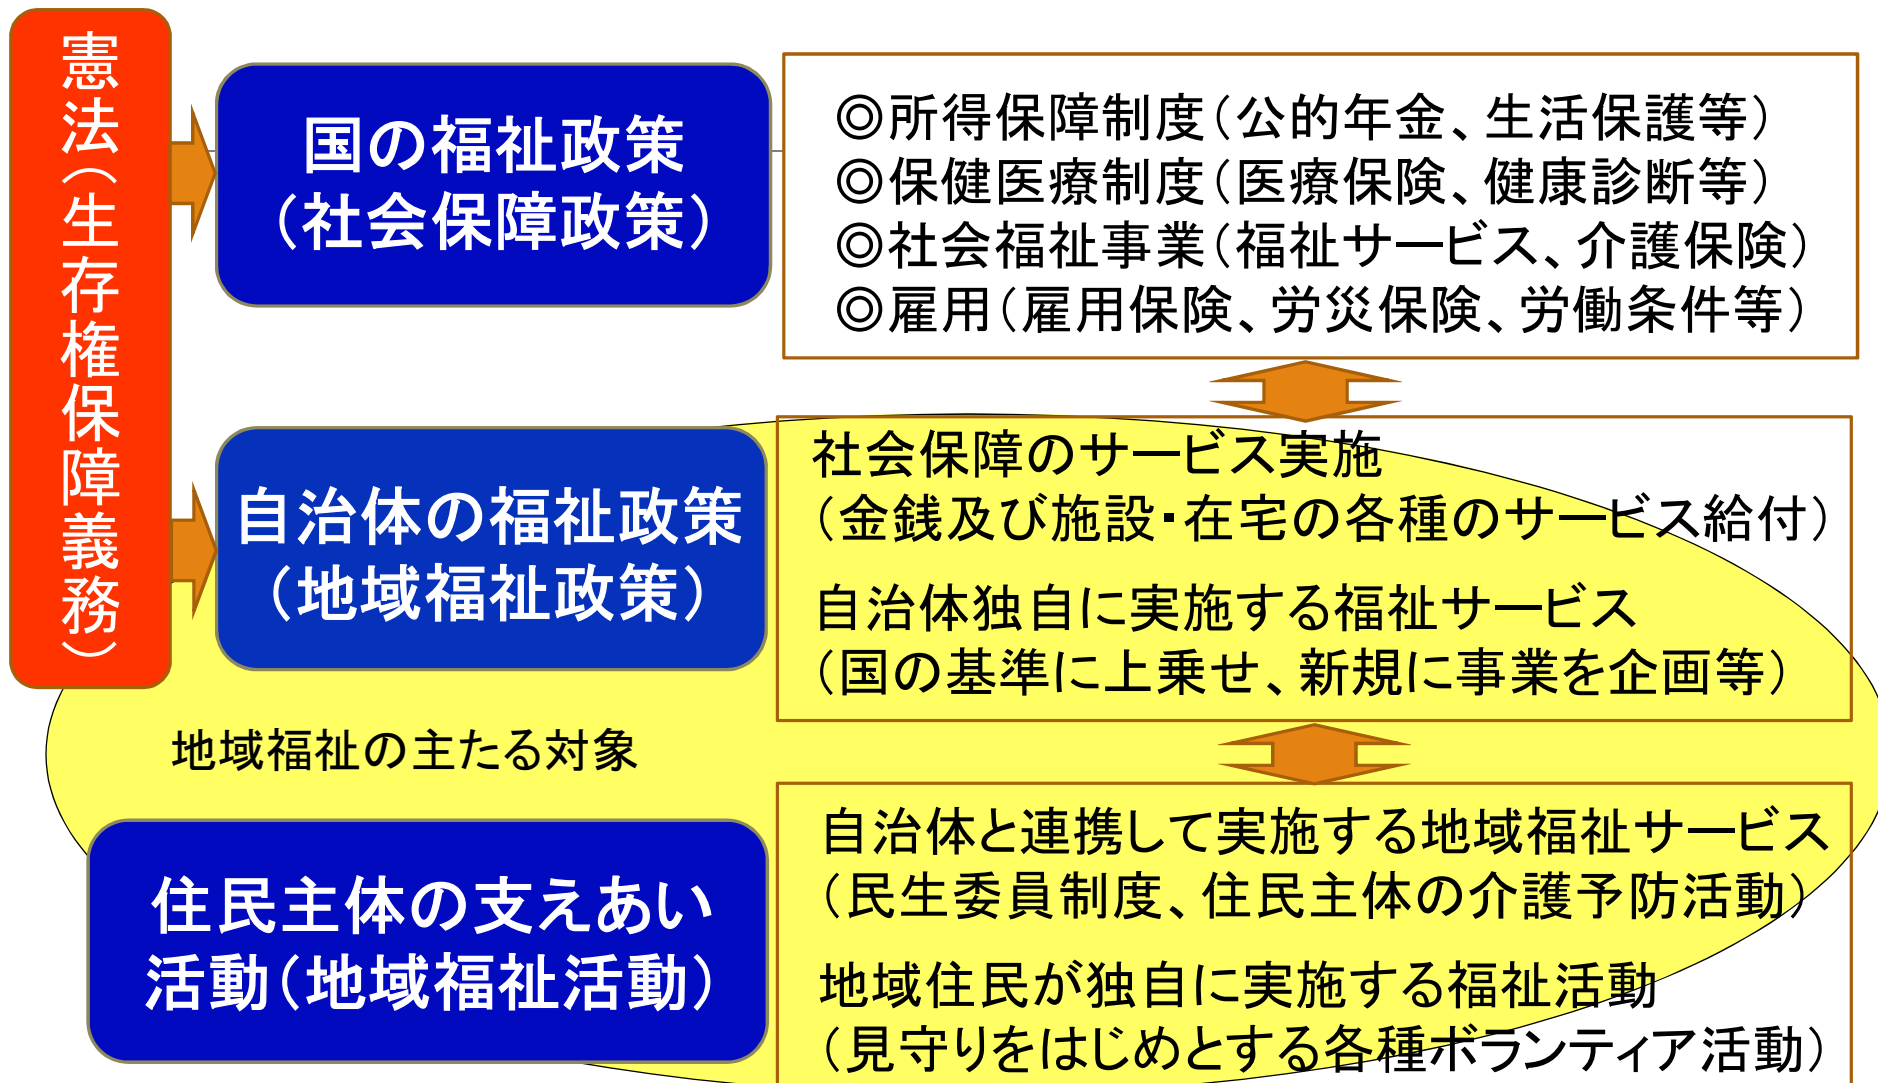 憲法（生存権保障義務）
国の福祉政策
（社会保障政策）
◎所得保障制度（公的年金、生活保護等）
◎保健医療制度（医療保険、健康診断等）
◎社会福祉事業（福祉サービス、介護保険）
◎雇用（雇用保険、労災保険、労働条件等）
自治体の福祉政策
（地域福祉政策）
社会保障のサービス実施
（金銭及び施設・在宅の各種のサービス給付）
自治体独自に実施する福祉サービス
（国の基準に上乗せ、新規に事業を企画等）
地域福祉の主たる対象
住民主体の支えあい
活動（地域福祉活動）
自治体と連携して実施する地域福祉サービス
（民生委員制度、住民主体の介護予防活動）
地域住民が独自に実施する福祉活動
（見守りをはじめとする各種ボランティア活動）